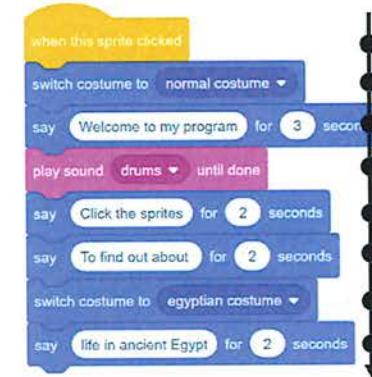 when this sprite clicked
switch costume to normal costume
say Welcome to my program for 3 secon
play sound drums until done
say Click the sprites for 2 seconds
say To find out about for 2 seconds
switch costume to egyptian costume
say life in ancient Egypt for 2 seconds